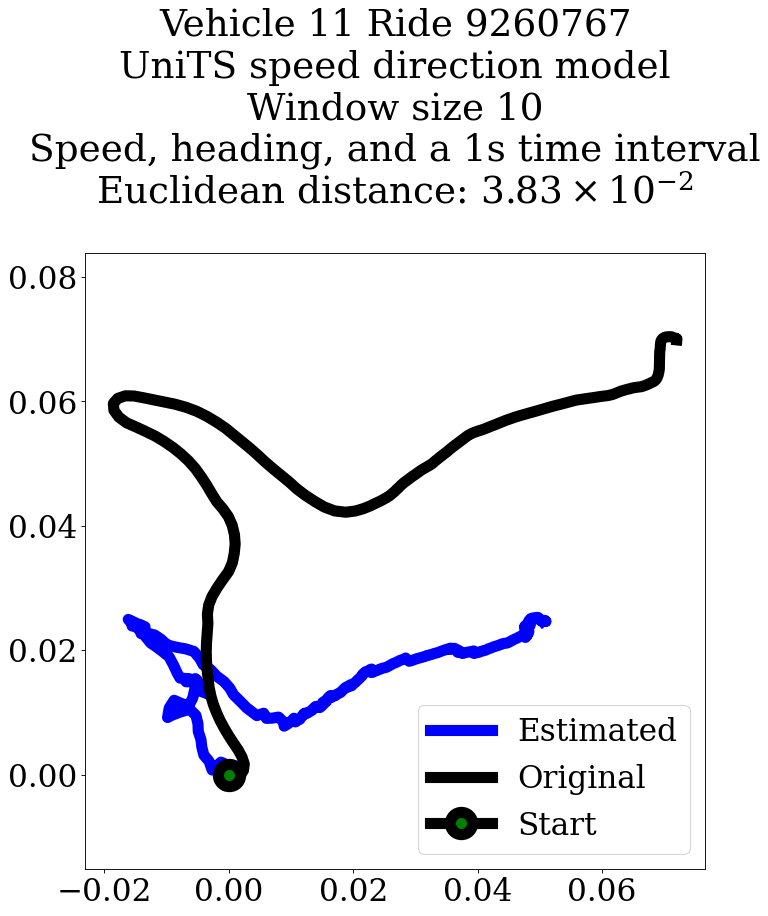 Vehicle 11 Ride 9260767
UniTS speed direction model
Window size 10
Speed, heading, and a 1s time interval
Euclidean distance: 3.83 × 10⁻²
0.08
0.06
0.04
0.02
0.00
Estimated
Original
Start
−0.02 0.00 0.02 0.04 0.06